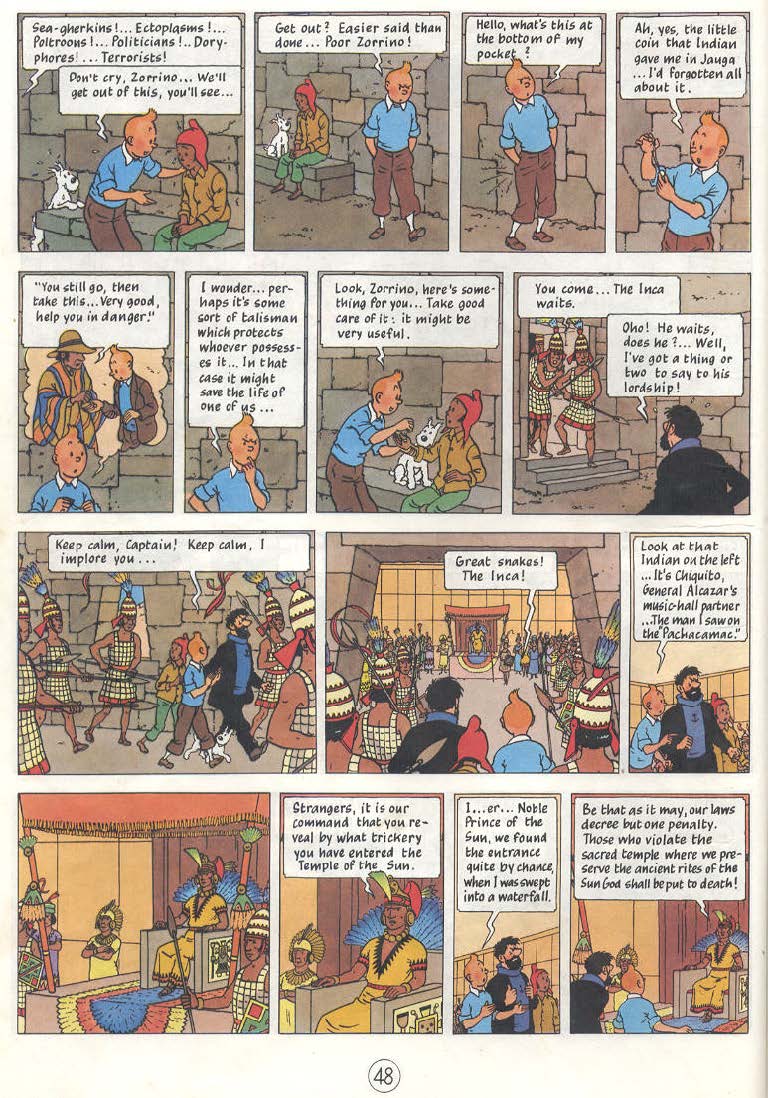 Sea-gherkins!... Ectoplasms!...
Poltroons!... Politicians!.. Dory-
phores!... Terrorists!
Don't cry, Zorrino... We'll
get out of this, you'll see...
Get out? Easier said than
done... Poor Zorrino!
Hello, what's this at
the bottom of my
pocket?
Ah, yes, the little
coin that Indian
gave me in Jauga
...I'd forgotten all
about it.
"You still go, then
take this...Very good,
help you in danger."
I wonder... per-
haps it's some
sort of talisman
which protects
whoever possess-
es it... In that
case it might
save the life of
one of us...
Look, Zorrino, here's some-
thing for you... Take good
care of it: it might be
very useful.
You come... The Inca
waits.
Oho! He waits,
does he?... Well,
I've got a thing or
two to say to his
lordship!
Keep calm, Captain! Keep calm, I
implore you...
Great snakes!
The Inca!
Look at that
Indian on the left
...It's Chiquito,
General Alcazar's
music-hall partner
...The man I saw on
the "Pachacamac."
Strangers, it is our
command that you re-
veal by what trickery
you have entered the
Temple of the Sun.
I...er... Noble
Prince of the
Sun, we found
the entrance
quite by chance,
when I was swept
into a waterfall.
Be that as it may, our laws
decree but one penalty.
Those who violate the
sacred temple where we pre-
serve the ancient rites of the
Sun God shall be put to death!
48